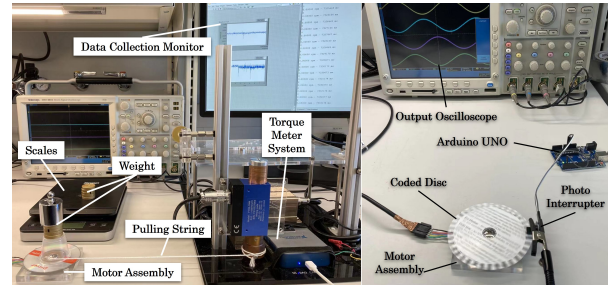 Data Collection Monitor
Torque
Meter
System
Scales
Weight
Pulling String
Motor Assembly
Output Oscilloscope
Arduino UNO
Coded Disc
Photo
Interrupter
Motor
Assembly